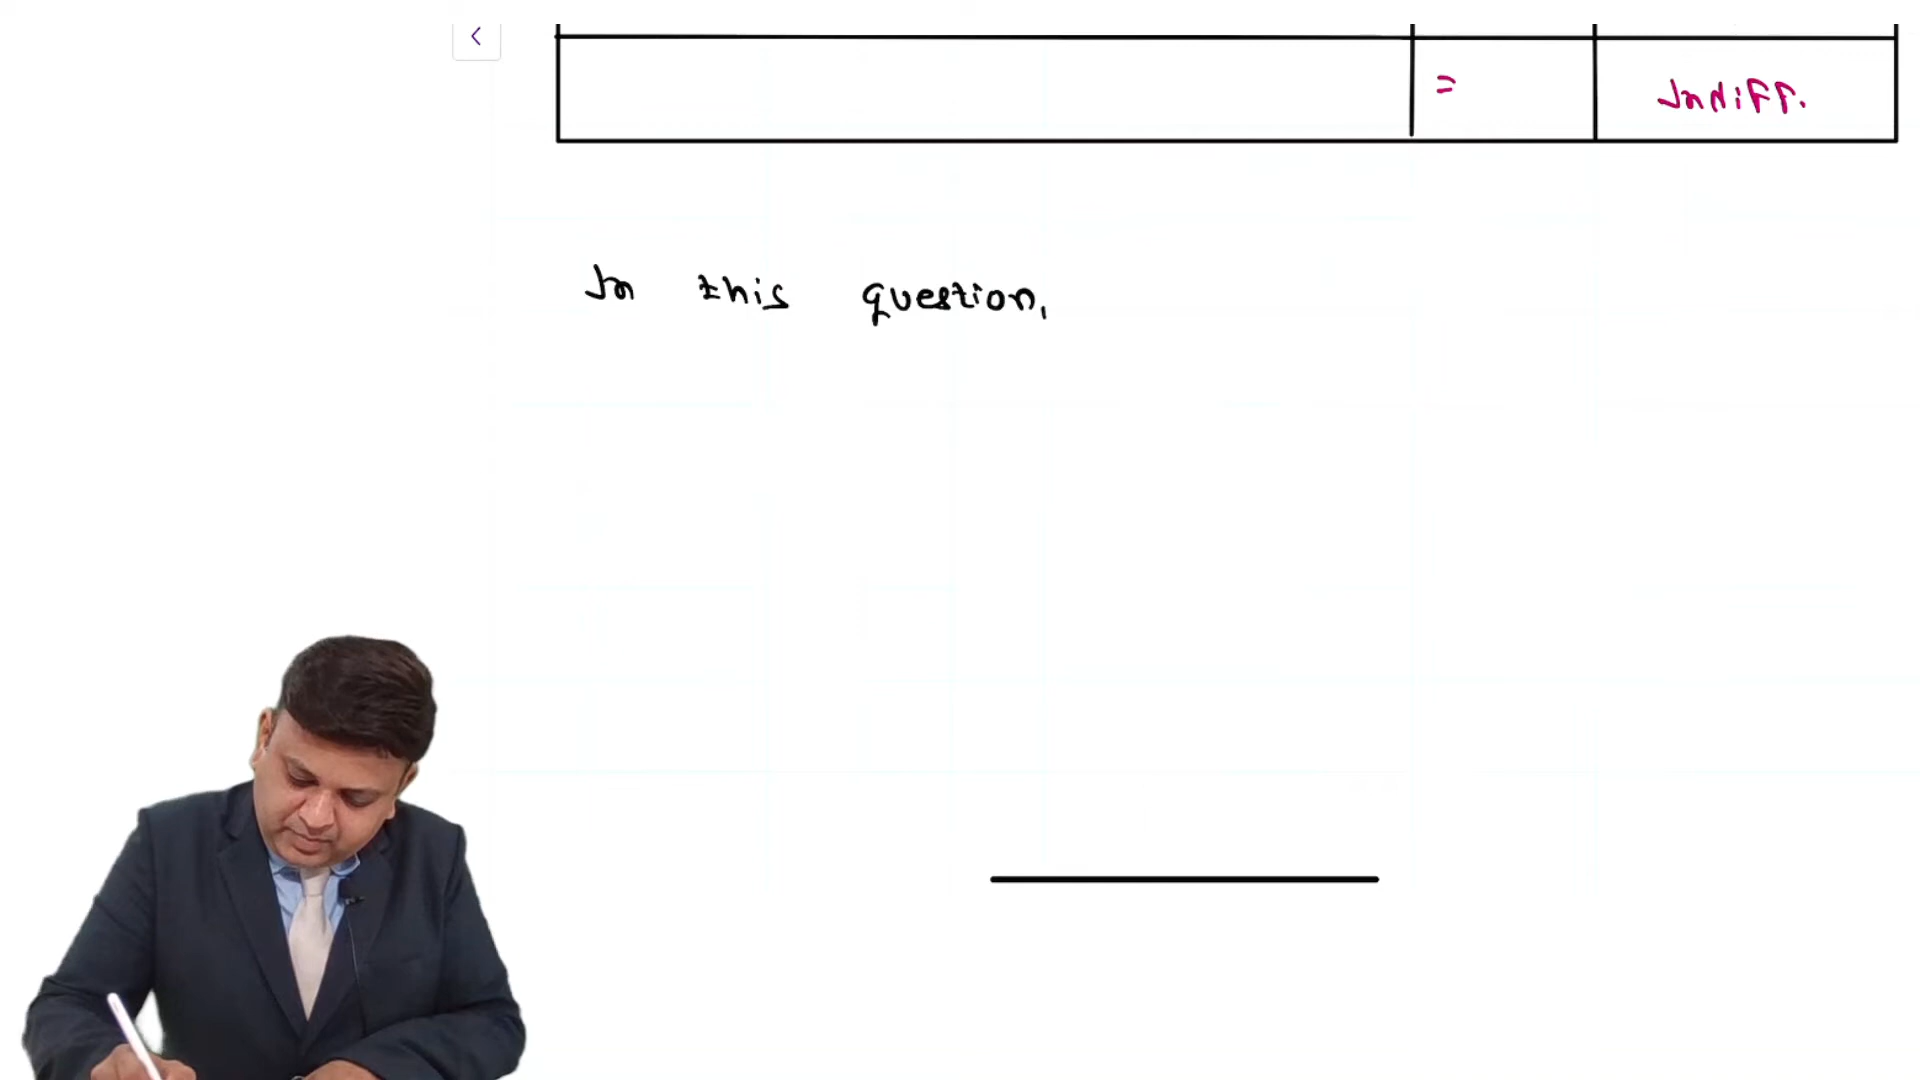 = Indiff.
In this question,